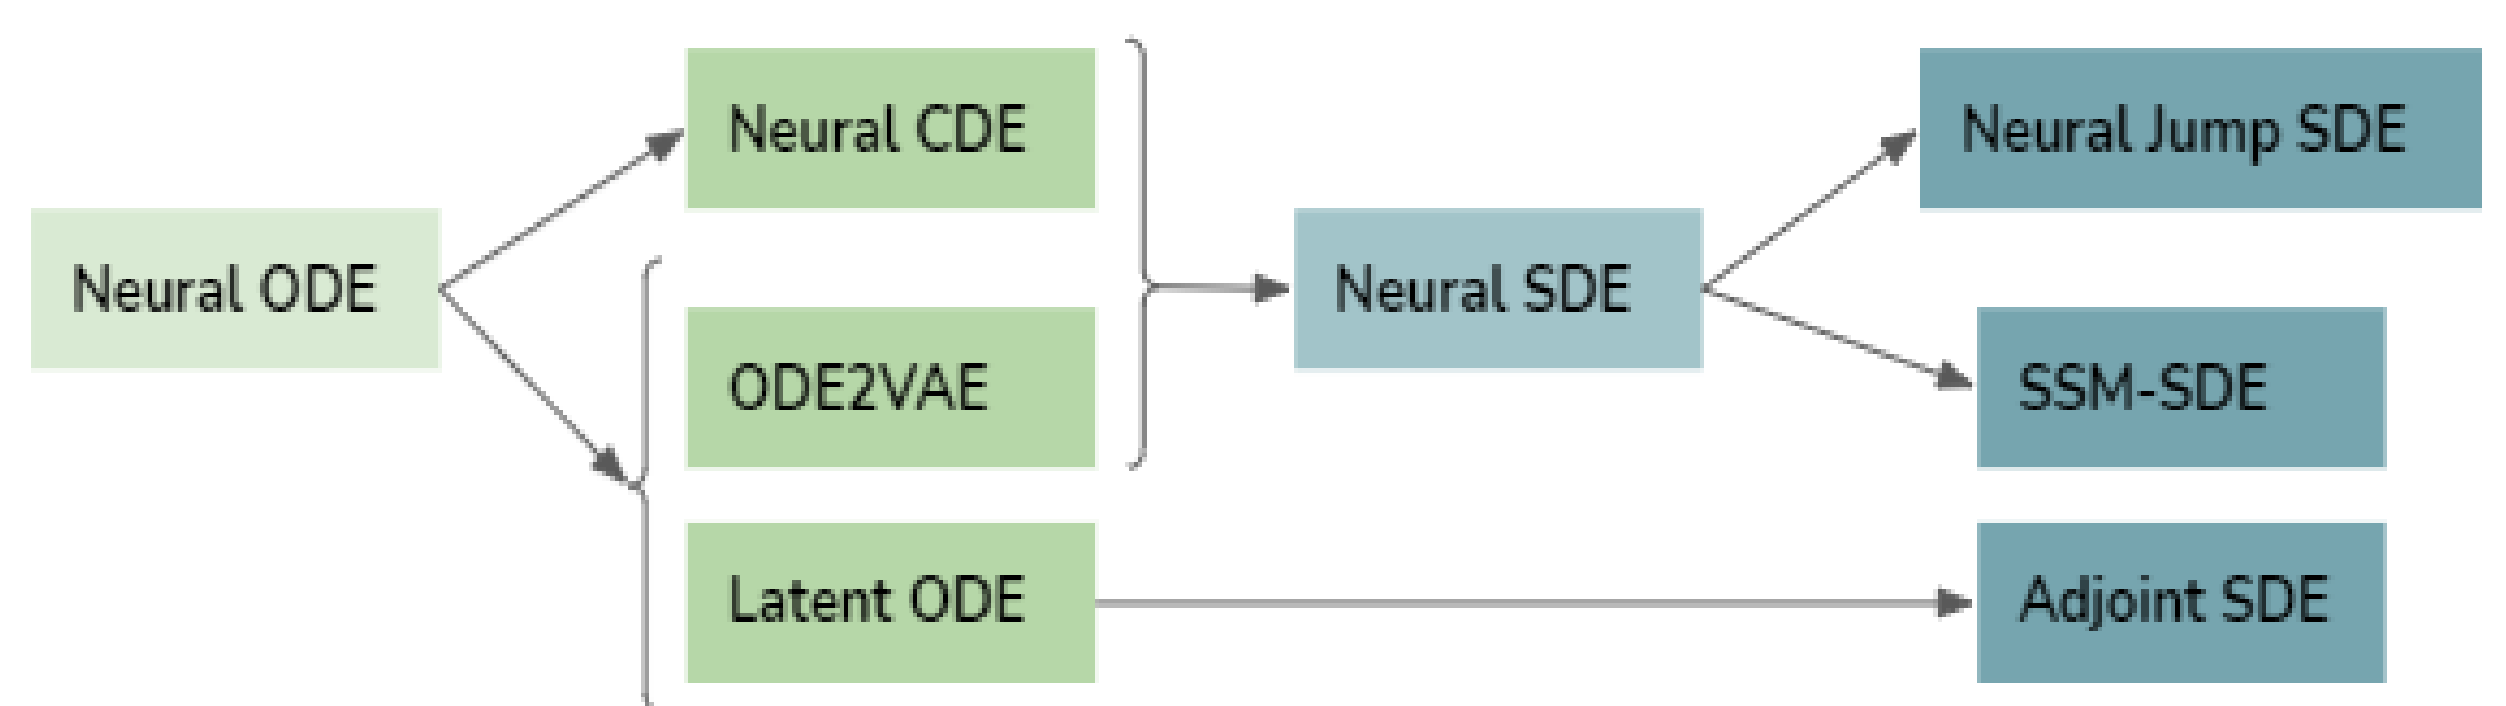 Neural ODE
Neural CDE
ODE2VAE
Latent ODE
Neural SDE
Neural Jump SDE
SSM-SDE
Adjoint SDE